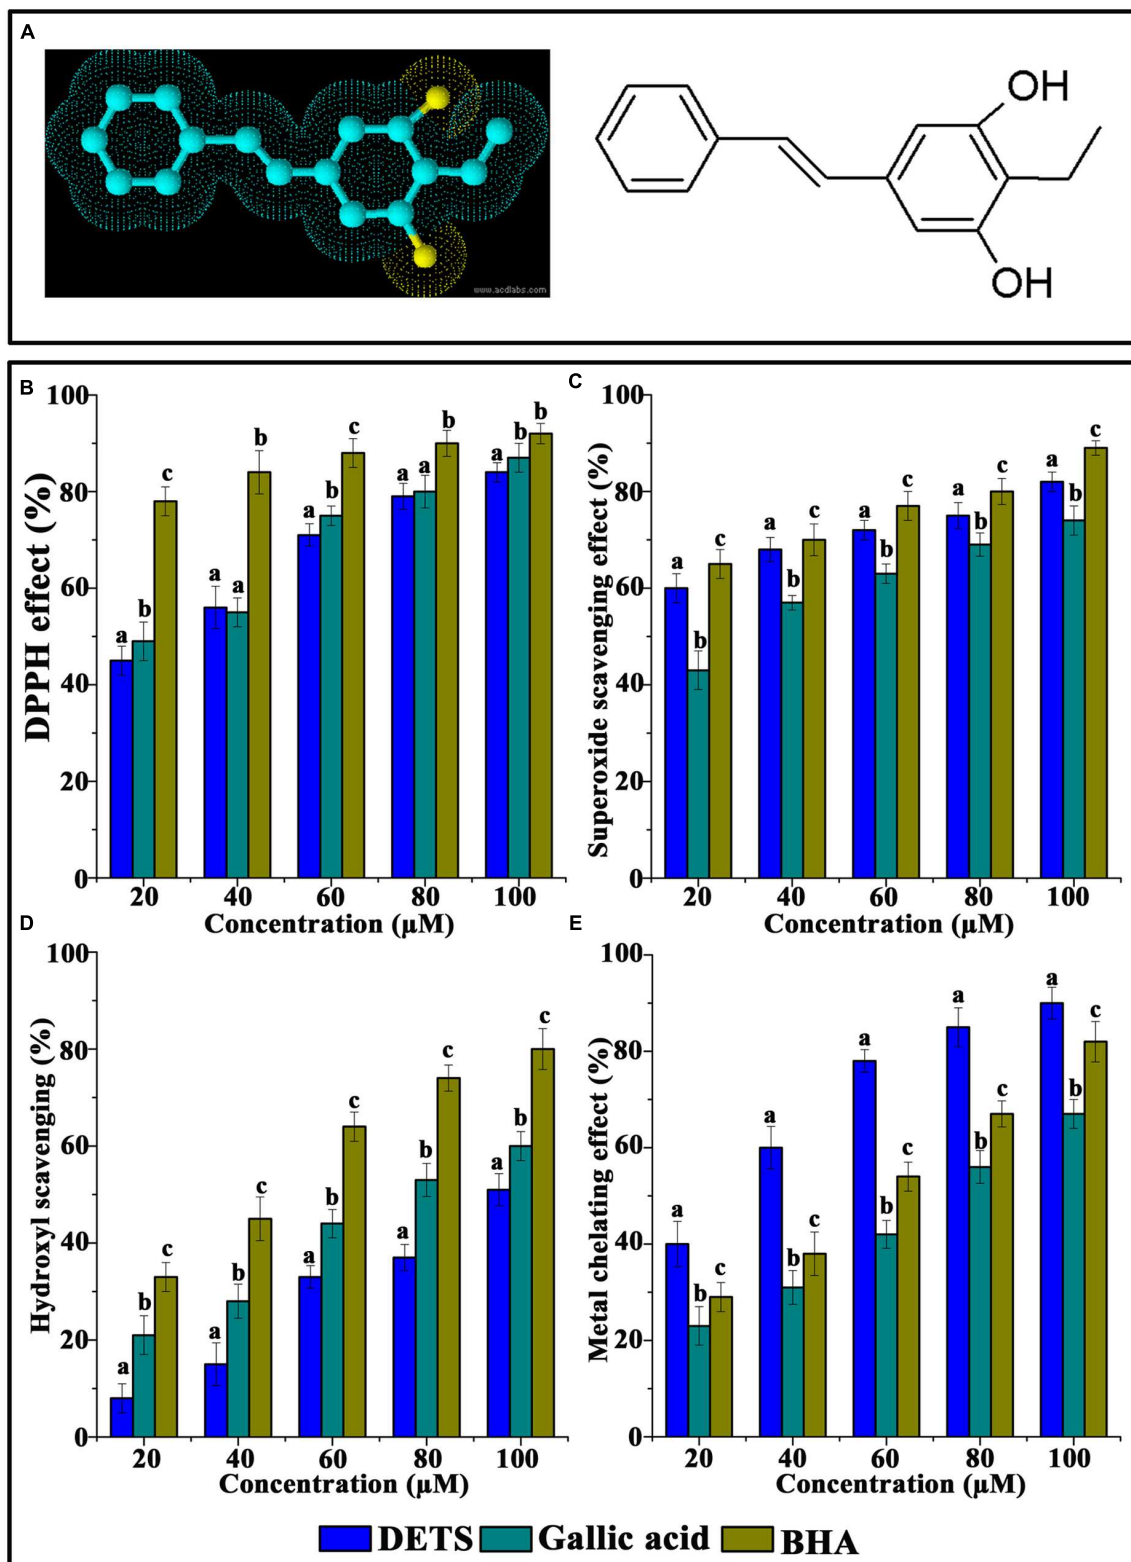 A
OH
OH
www.acdlabs.com
B
DPPH effect (%)
100
80
60
40
20
0
a b c
a a b
a b c
a a b
a b b
20 40 60 80 100
Concentration (µM)
C
Superoxide scavenging effect (%)
100
80
60
40
20
0
a b c
a b c
a b c
a b c
a b c
20 40 60 80 100
Concentration (µM)
D
Hydroxyl scavenging (%)
100
80
60
40
20
0
a b c
a b c
a b c
a b c
a b c
20 40 60 80 100
Concentration (µM)
E
Metal chelating effect (%)
100
80
60
40
20
0
a b c
a b c
a b c
a b c
a b c
20 40 60 80 100
Concentration (µM)
DETS Gallic acid BHA